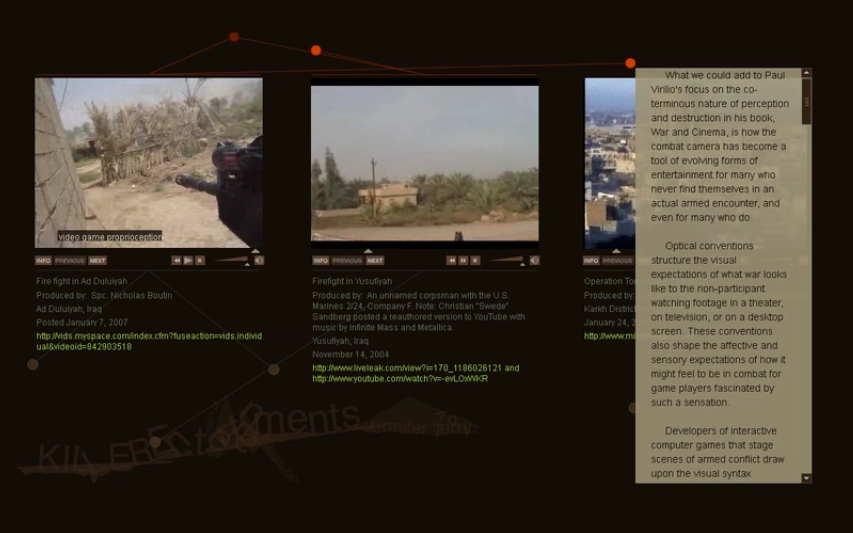 video game proprioception
INFO PREVIOUS NEXT
Fire fight in Ad Duluiyah
Produced by: Spc. Nicholas Boutin
Ad Duluiyah, Iraq
Posted January 7, 2007
http://vids.myspace.com/index.cfm?fuseaction=vids.individ
ual&videoid=842903518
INFO PREVIOUS NEXT
Firefight in Yusufiyah
Produced by: An unnamed corpsman with the U.S.
Marines 2/24, Company F. Note: Christian "Swede"
Sandberg posted a reauthored version to YouTube with
music by Infinite Mass and Metallica.
Yusufiyah, Iraq
November 14, 2004
http://www.liveleak.com/view?i=170_1186026121 and
http://www.youtube.com/watch?v=-evLOxWKR
INFO PREVIOUS
Operation
Produced by:
Karkh District
January 24, 2
http://www.mi
What we could add to Paul
Virilio's focus on the co-
terminous nature of perception
and destruction in his book,
War and Cinema, is how the
combat camera has become a
tool of evolving forms of
entertainment for many who
never find themselves in an
actual armed encounter, and
even for many who do.
Optical conventions
structure the visual
expectations of what war looks
like to the non-participant
watching footage in a theater,
on television, or on a desktop
screen. These conventions
also shape the affective and
sensory expectations of how it
might feel to be in combat for
game players fascinated by
such a sensation.
Developers of interactive
computer games that stage
scenes of armed conflict draw
upon the visual syntax
KILLER Entertainments
Jennifer Terry